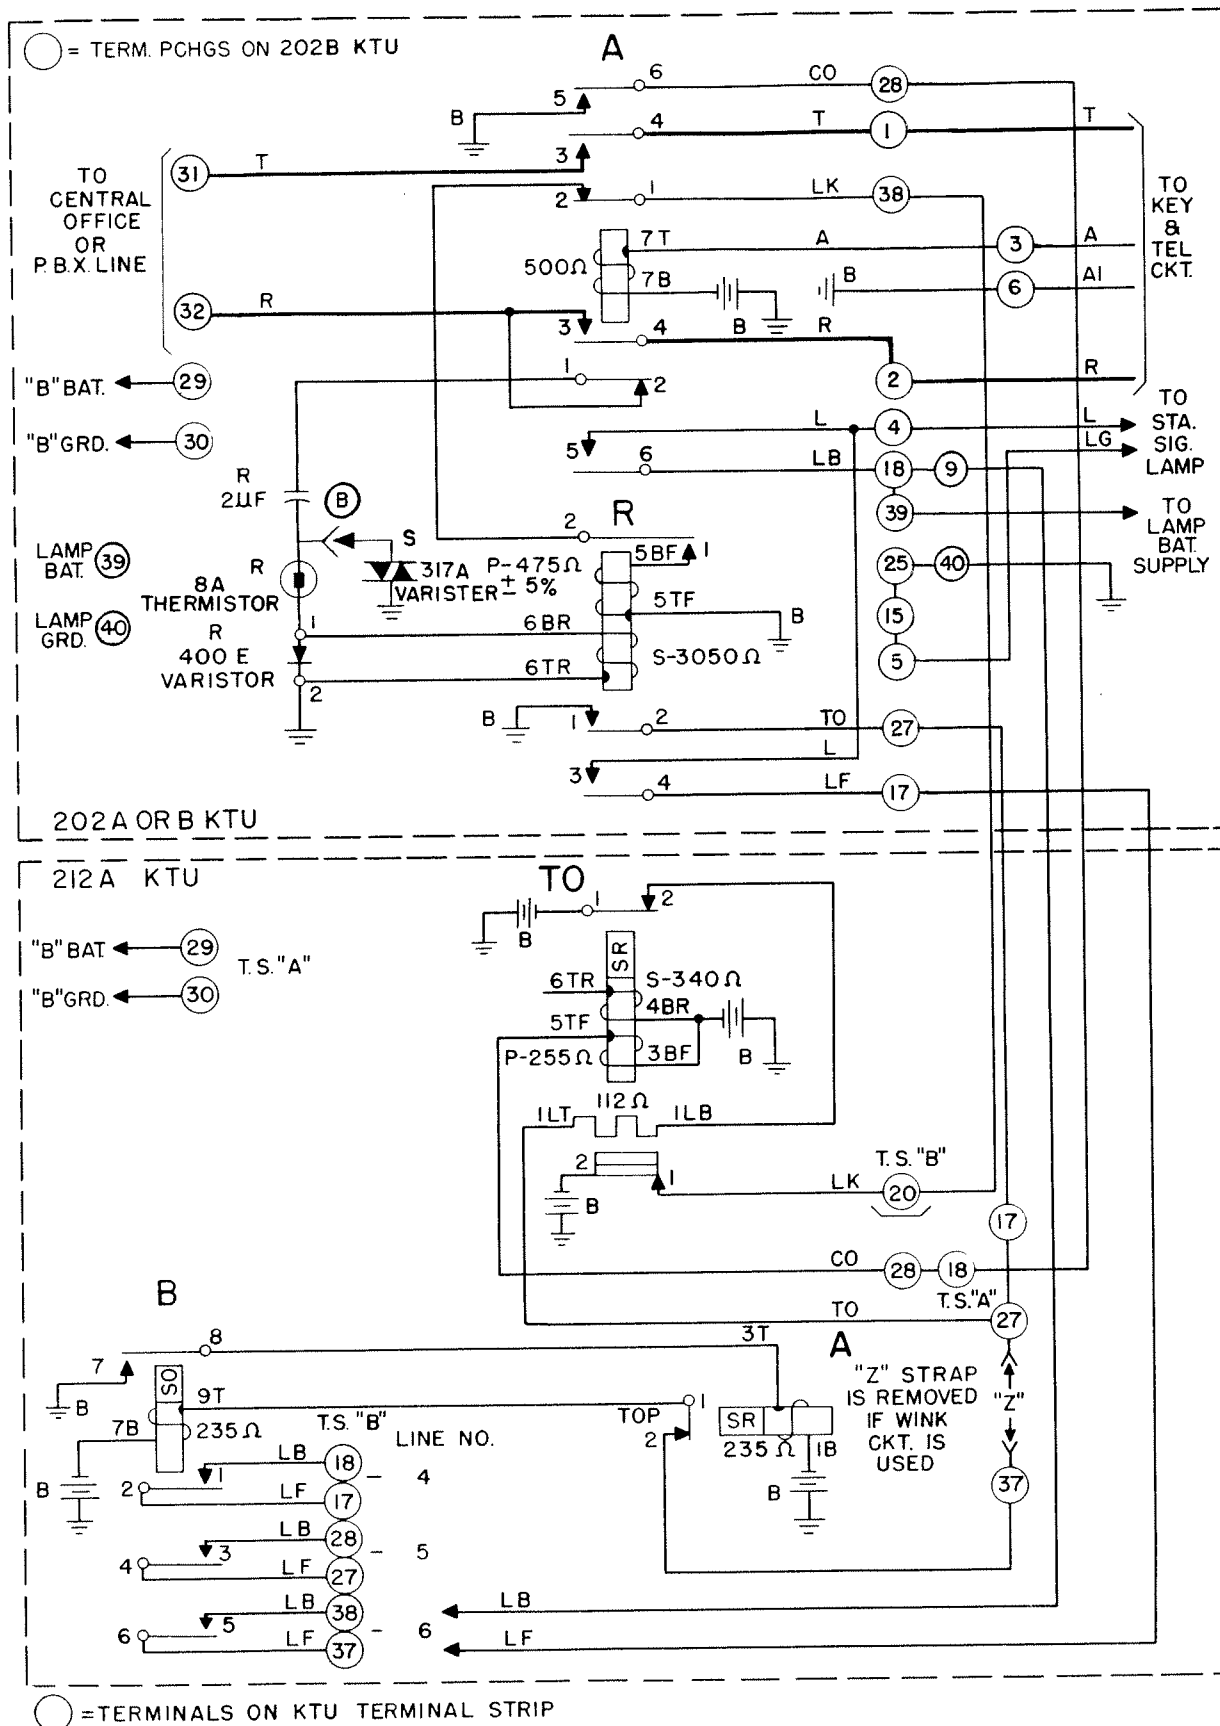 = TERM. PCHGS ON 202B KTU
A
6 CO 28
5
B
4 T 1 T
3
31 T
TO
CENTRAL
OFFICE
OR
P.B.X. LINE
2 1 LK 38
TO
KEY
&
TEL
CKT.
500Ω
7T A 3 A
7B B B 6 A1
32 R
3 4 R
1 2 2 R
"B" BAT. 29
"B" GRD. 30
L 4 L
LG
TO
STA.
SIG.
LAMP
5 6 LB 18 9
39
TO
LAMP
BAT.
SUPPLY
R
2µF B
S
317A
VARISTER
2 R
5BF 1
P-475Ω
± 5%
LAMP
BAT. 39
R
8A
THERMISTOR
25 40
5TF B
15
LAMP
GRD. 40
1
6BR
R
400 E
VARISTOR
S-3050Ω
5
6TR
2
B 1 2 TO 27
L
3 4 LF 17
202A OR B KTU
212A KTU
TO
1 2
B
"B" BAT. 29
T.S. "A"
"B" GRD. 30
SR
6TR S-340Ω
4BR
5TF
P-255Ω 3BF B
112Ω
1LT 1LB
2 1
B
LK
T.S. "B"
20
17
CO 28 18
T.S. "A"
TO 27
B
8
7
B
3T
A
"Z" STRAP
IS REMOVED
IF WINK
CKT. IS
USED
"Z"
SO
9T
7B 235Ω
B
1
TOP
2
SR
235 Ω 1B
B
37
T.S. "B"
LINE NO.
LB 18 – 4
2 1
LF 17
LB 28 – 5
4 3
LF 27
LB 38 – 6
6 5
LF 37
LB
LF
=TERMINALS ON KTU TERMINAL STRIP